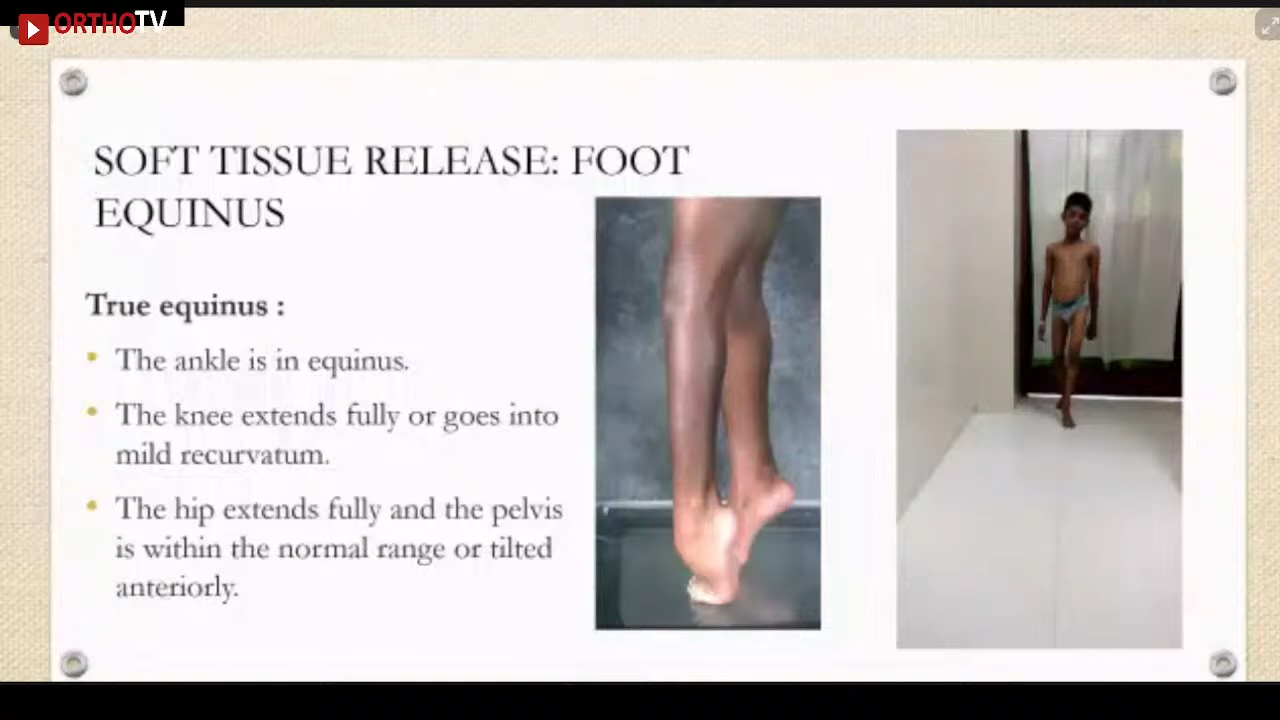 ORTHOTV
SOFT TISSUE RELEASE: FOOT
EQUINUS
True equinus :
• The ankle is in equinus.
• The knee extends fully or goes into
mild recurvatum.
• The hip extends fully and the pelvis
is within the normal range or tilted
anteriorly.